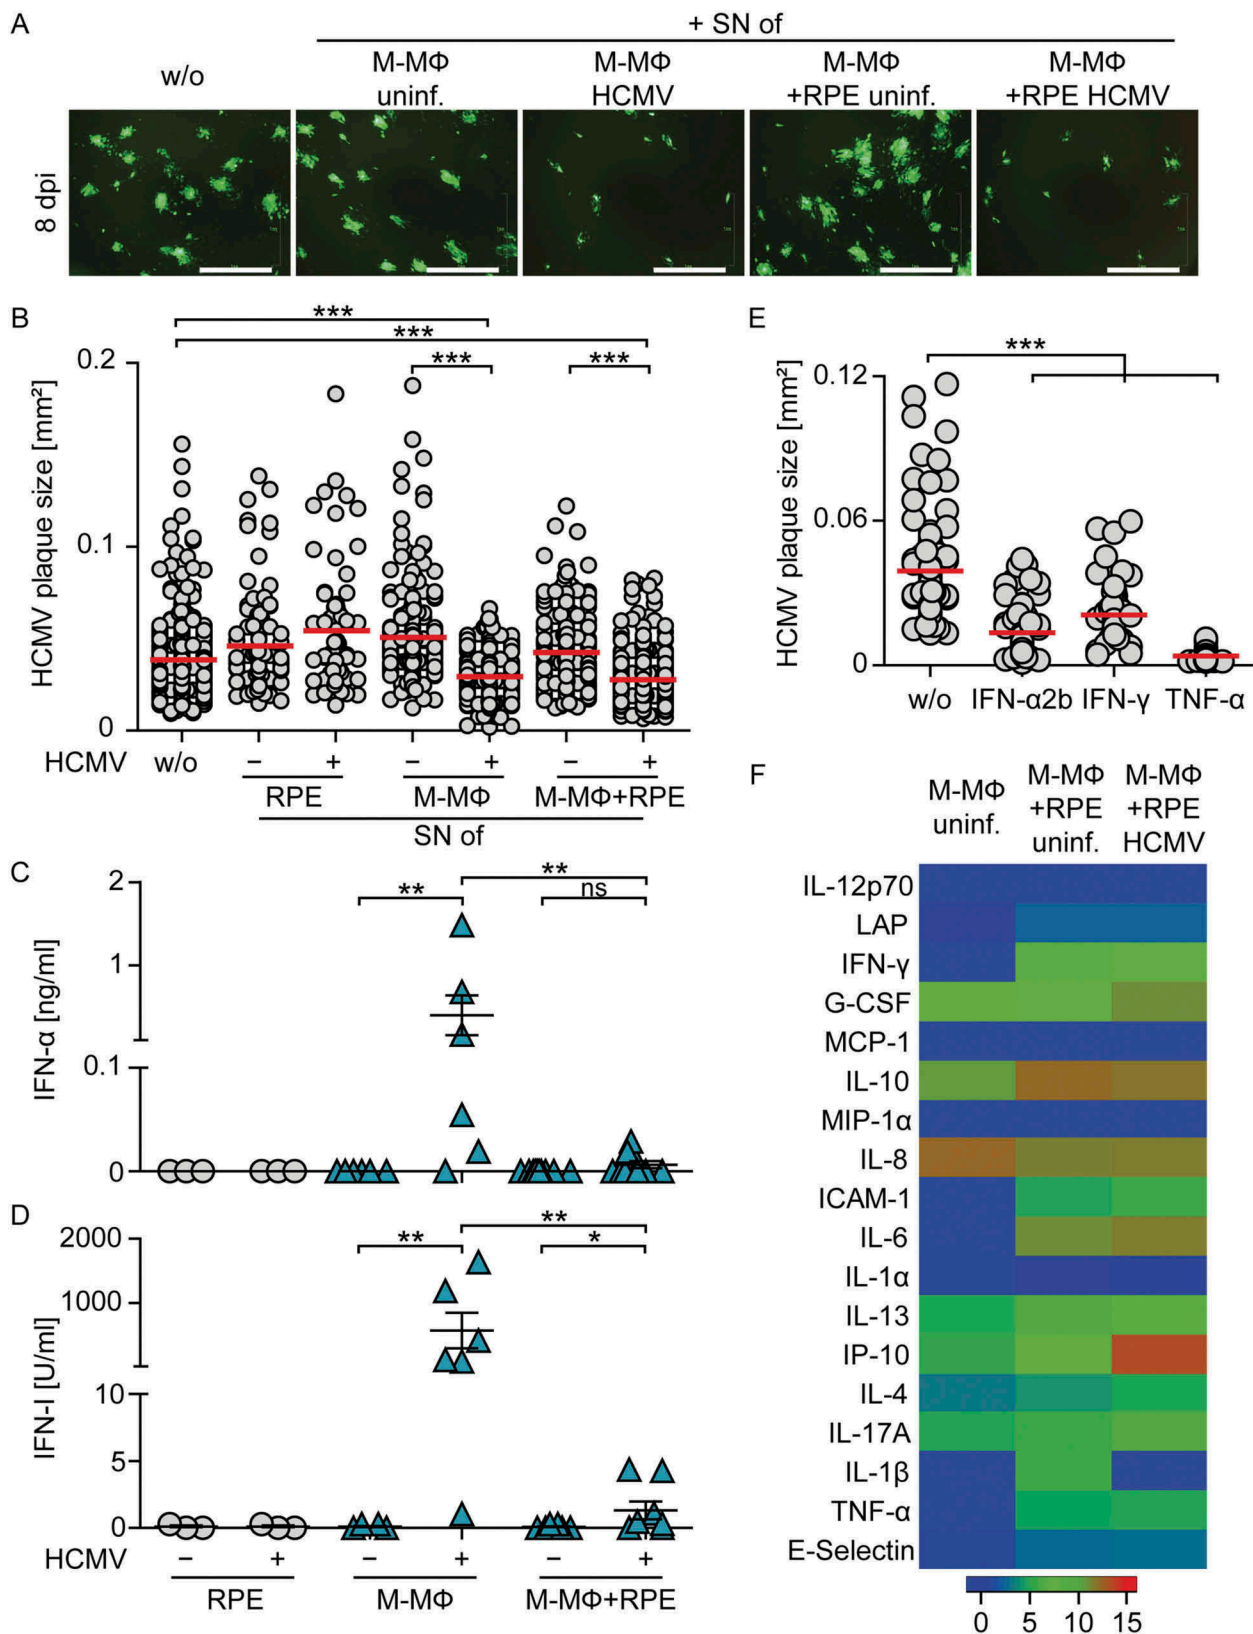 A
+ SN of
w/o
M-MΦ
uninf.
M-MΦ
HCMV
M-MΦ
+RPE uninf.
M-MΦ
+RPE HCMV
8 dpi
B
***
***
***
***
HCMV plaque size [mm²]
0.2
0.1
0
HCMV
w/o
−
+
−
+
−
+
RPE
M-MΦ
M-MΦ+RPE
SN of
E
***
HCMV plaque size [mm²]
0.12
0.06
0
w/o
IFN-α2b
IFN-γ
TNF-α
C
**
**
ns
IFN-α [ng/ml]
2
1
0.1
0
D
**
**
*
IFN-I [U/ml]
2000
1000
10
5
0
HCMV
−
+
−
+
−
+
RPE
M-MΦ
M-MΦ+RPE
F
M-MΦ
uninf.
M-MΦ
+RPE
uninf.
M-MΦ
+RPE
HCMV
IL-12p70
LAP
IFN-γ
G-CSF
MCP-1
IL-10
MIP-1α
IL-8
ICAM-1
IL-6
IL-1α
IL-13
IP-10
IL-4
IL-17A
IL-1β
TNF-α
E-Selectin
0
5
10
15